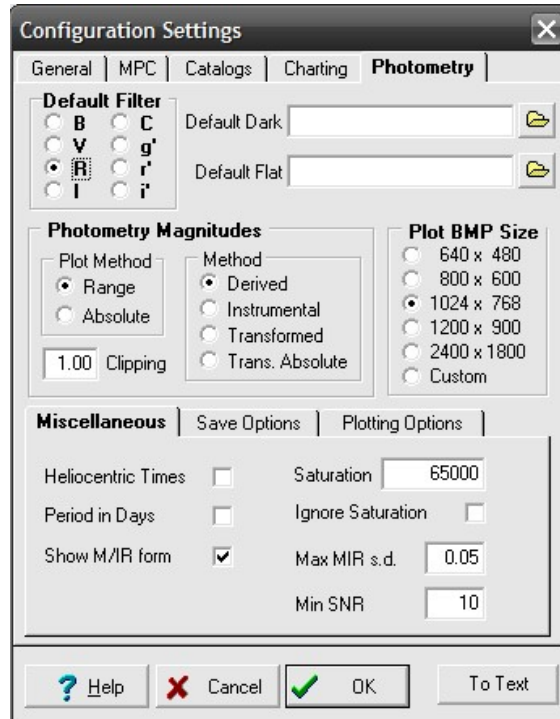 Configuration Settings
General MPC Catalogs Charting Photometry
Default Filter
B C
V g'
R r'
I i'
Default Dark
Default Flat
Photometry Magnitudes
Plot Method
Range
Absolute
1.00 Clipping
Method
Derived
Instrumental
Transformed
Trans. Absolute
Plot BMP Size
640 x 480
800 x 600
1024 x 768
1200 x 900
2400 x 1800
Custom
Miscellaneous Save Options Plotting Options
Heliocentric Times
Period in Days
Show M/IR form
Saturation 65000
Ignore Saturation
Max MIR s.d. 0.05
Min SNR 10
Help Cancel OK To Text